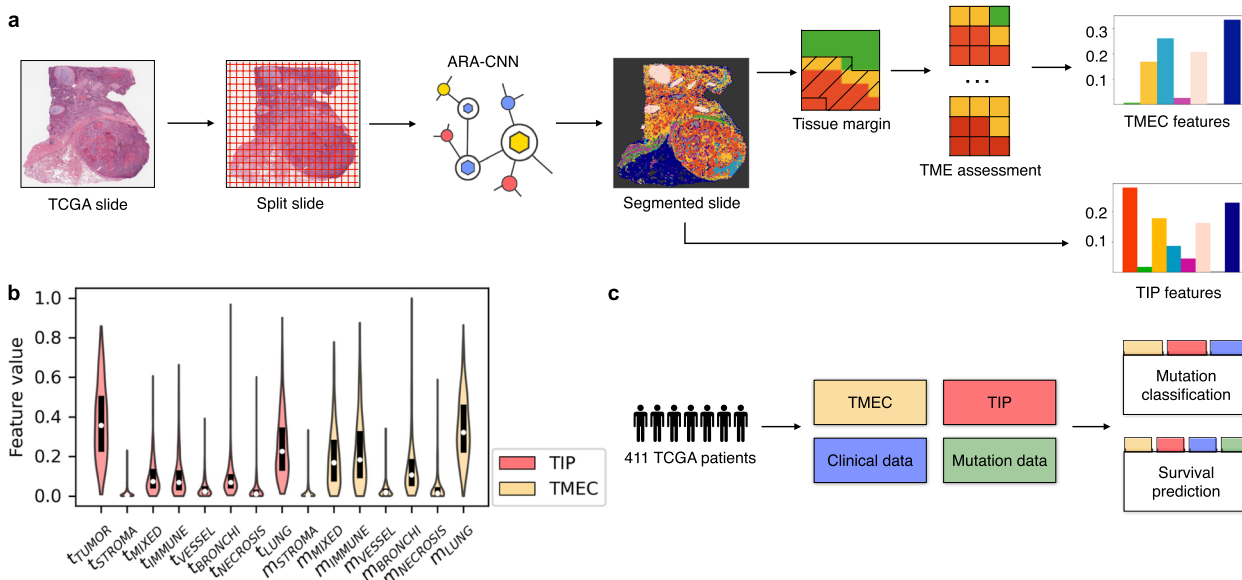 a
TCGA slide
Split slide
ARA-CNN
Segmented slide
Tissue margin
...
TME assessment
0.3
0.2
0.1
TMEC features
0.2
0.1
TIP features
b
Feature value
1.0
0.8
0.6
0.4
0.2
0.0
tTUMOR
tSTROMA
tMIXED
tIMMUNE
tVESSEL
tBRONCHI
tNECROSIS
tLUNG
mSTROMA
mMIXED
mIMMUNE
mVESSEL
mBRONCHI
mNECROSIS
mLUNG
TIP
TMEC
c
411 TCGA patients
TMEC
TIP
Clinical data
Mutation data
Mutation
classification
Survival
prediction